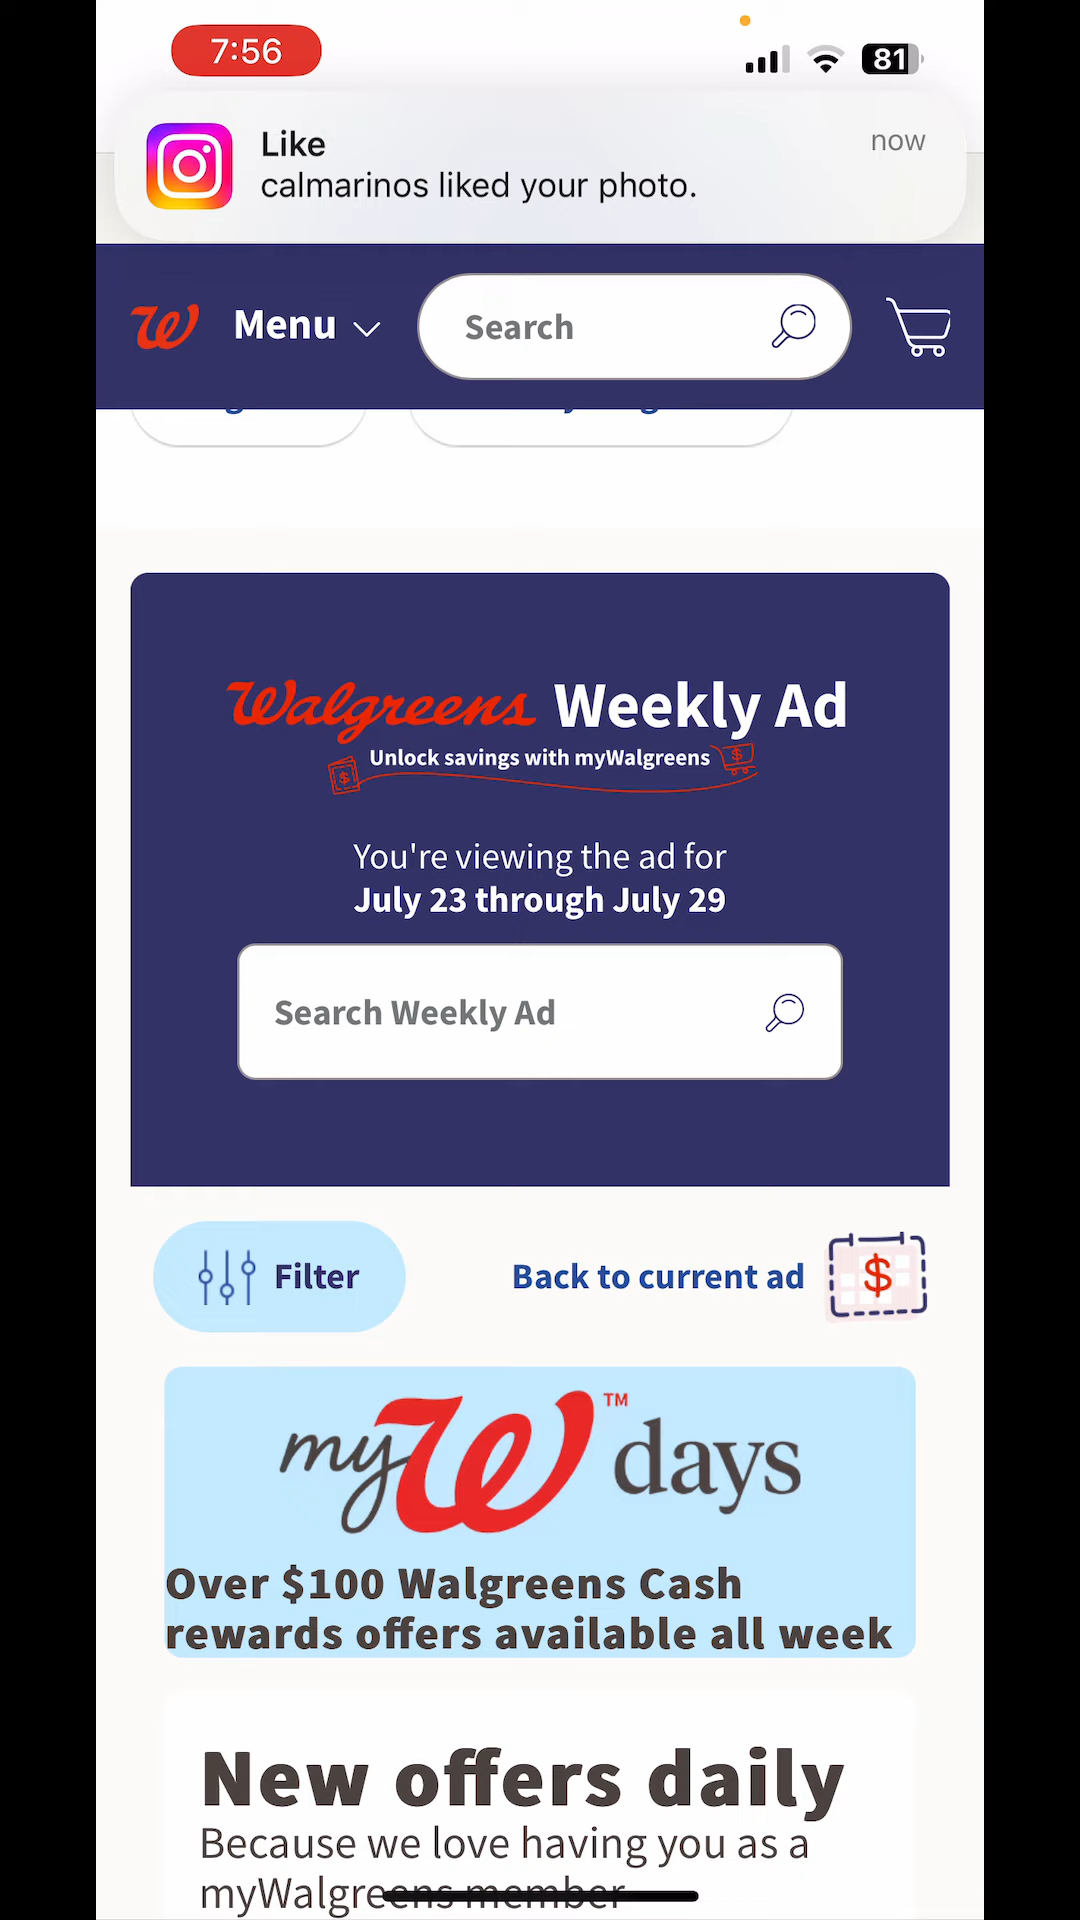 7:56
81
Like
now
calmarinos liked your photo.
W Menu
Search
Walgreens Weekly Ad
Unlock savings with myWalgreens
You're viewing the ad for
July 23 through July 29
Search Weekly Ad
Filter
Back to current ad
$
myW™ days
Over $100 Walgreens Cash
rewards offers available all week
New offers daily
Because we love having you as a
myWalgreens member